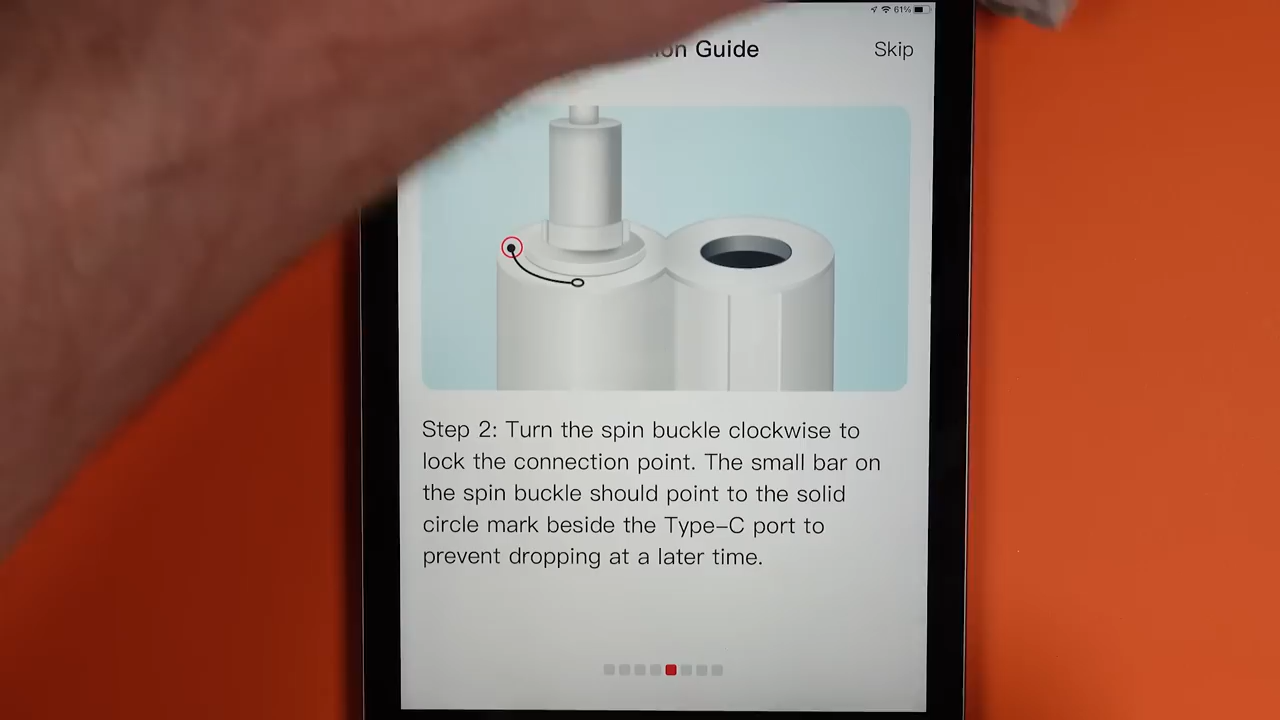 61%
Guide
Skip
Step 2: Turn the spin buckle clockwise to
lock the connection point. The small bar on
the spin buckle should point to the solid
circle mark beside the Type-C port to
prevent dropping at a later time.